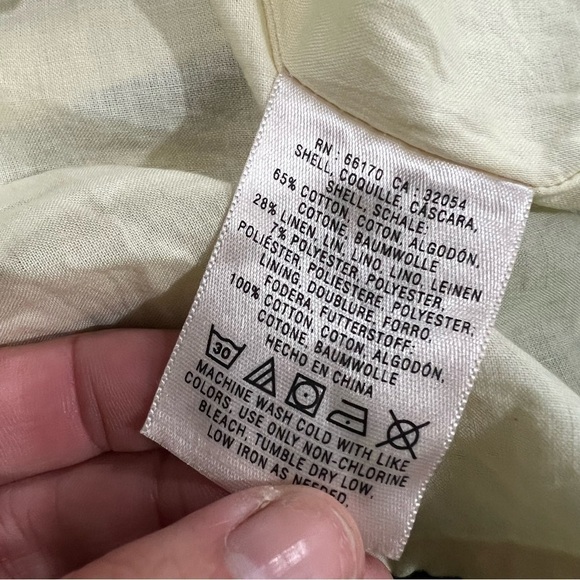 RN : 66170 CA : 32054
SHELL, COQUILLE, CÁSCARA,
SHELL, SCHALE:
65% COTTON, COTON, ALGODÓN,
COTONE, BAUMWOLLE
28% LINEN, LIN, LINO, LINO, LEINEN
7% POLYESTER, POLYESTER,
POLIÉSTER, POLIESTERE, POLYESTER;
LINING, DOUBLURE, FORRO,
FODERA, FUTTERSTOFF:
100% COTTON, COTON, ALGODÓN,
COTONE, BAUMWOLLE
HECHO EN CHINA
30
MACHINE WASH COLD WITH LIKE
COLORS, USE ONLY NON-CHLORINE
BLEACH, TUMBLE DRY LOW,
LOW IRON AS NEEDED.